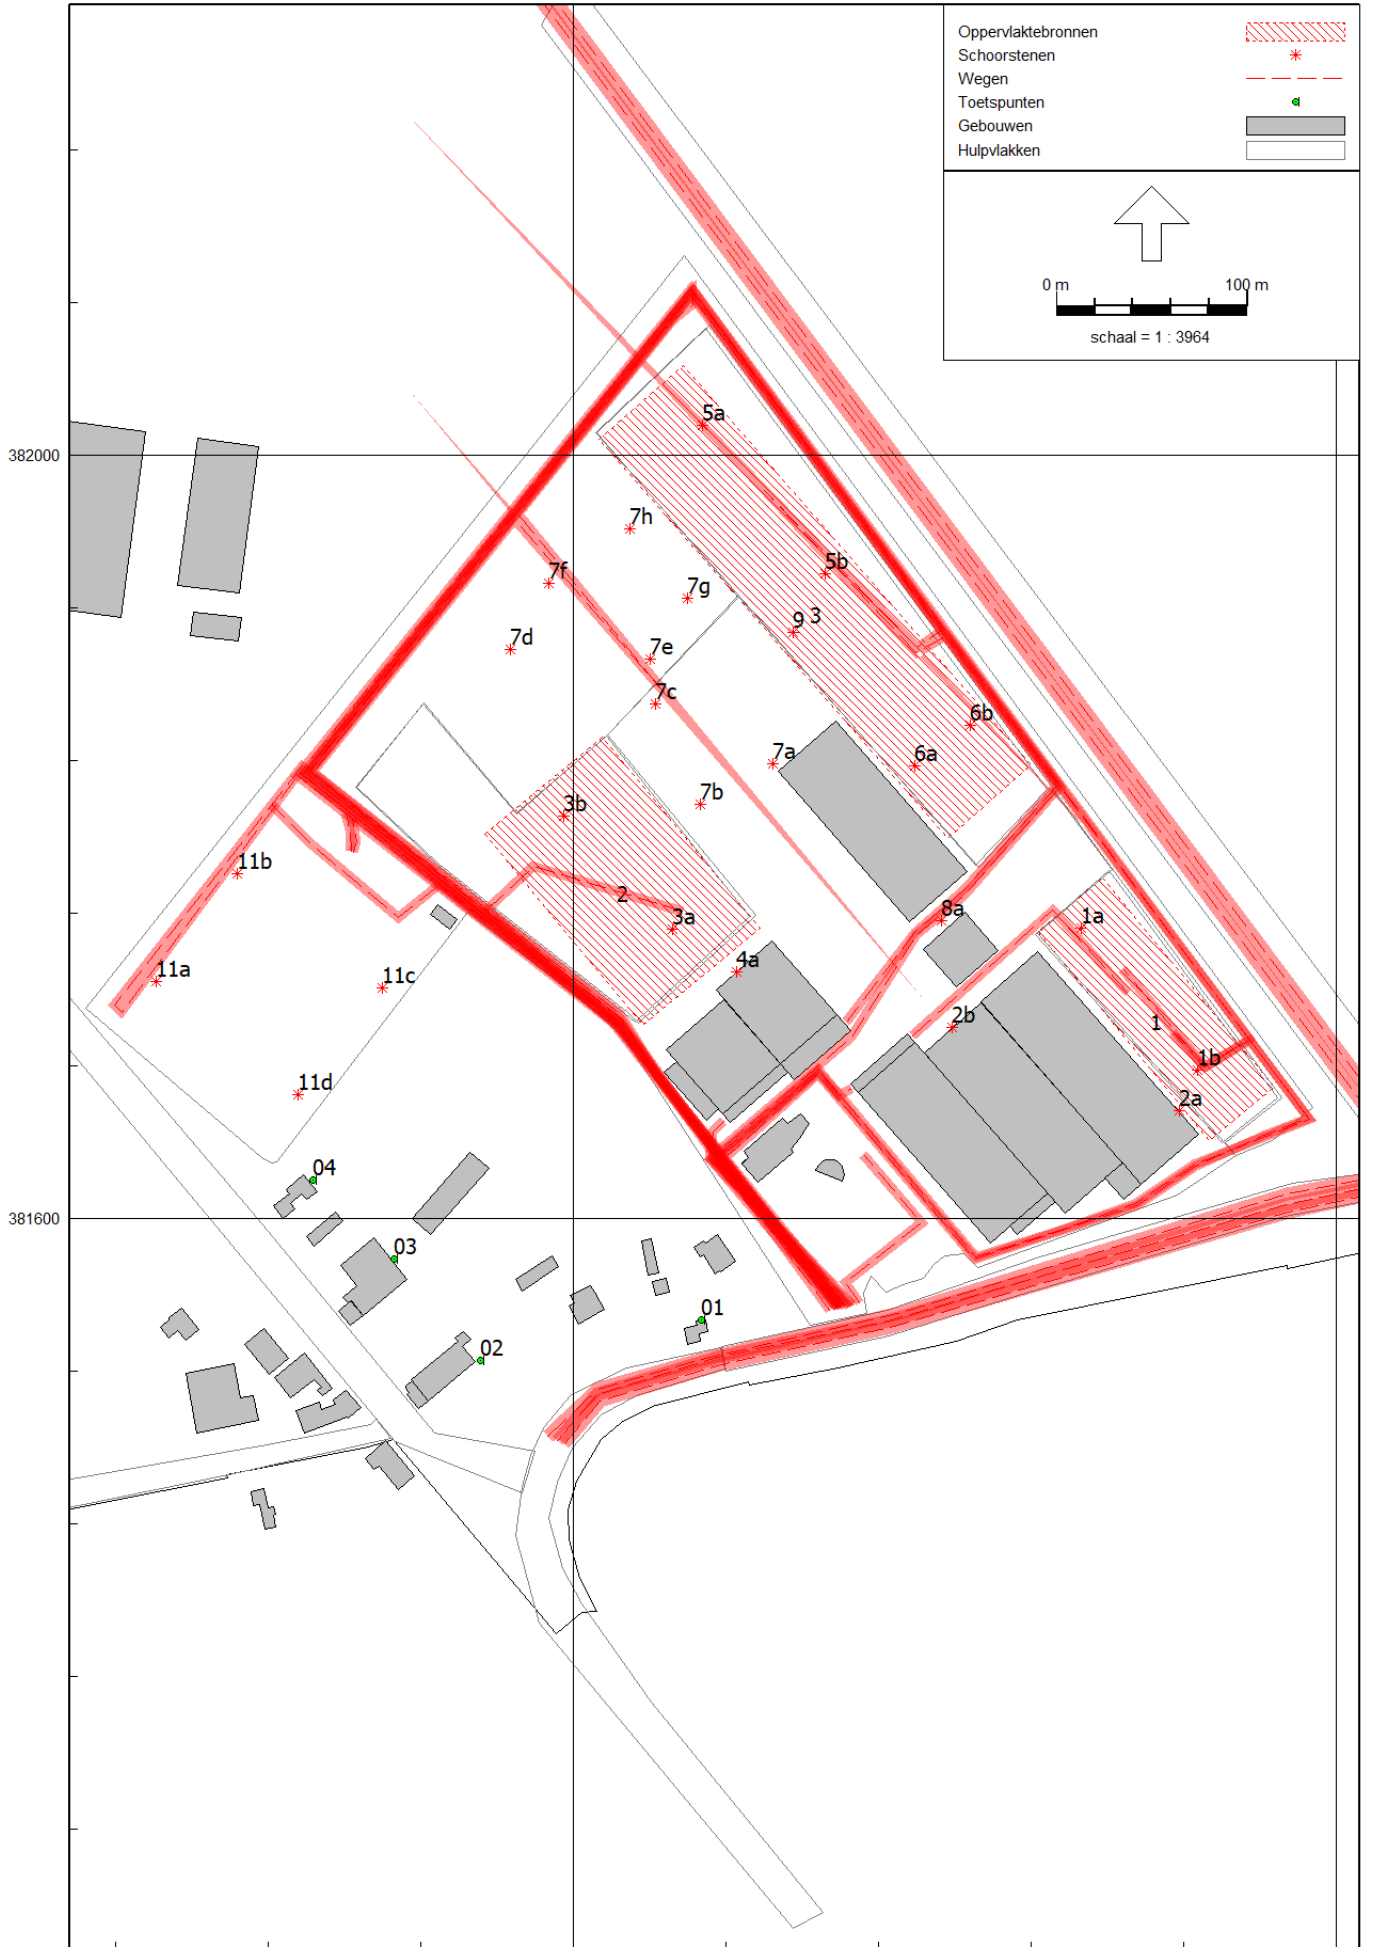 Oppervlaktebronnen
Schoorstenen
Wegen
Toetspunten
Gebouwen
Hulpvlakken
0 m 100 m
schaal = 1 : 3964
5a
382000
7h
5b
7f
7g
9 3
7d
7e
7c
6b
7a
6a
3b
7b
11b
2
3a
8a
1a
4a
11a
11c
2b
1
1b
11d
2a
04
381600
03
01
02